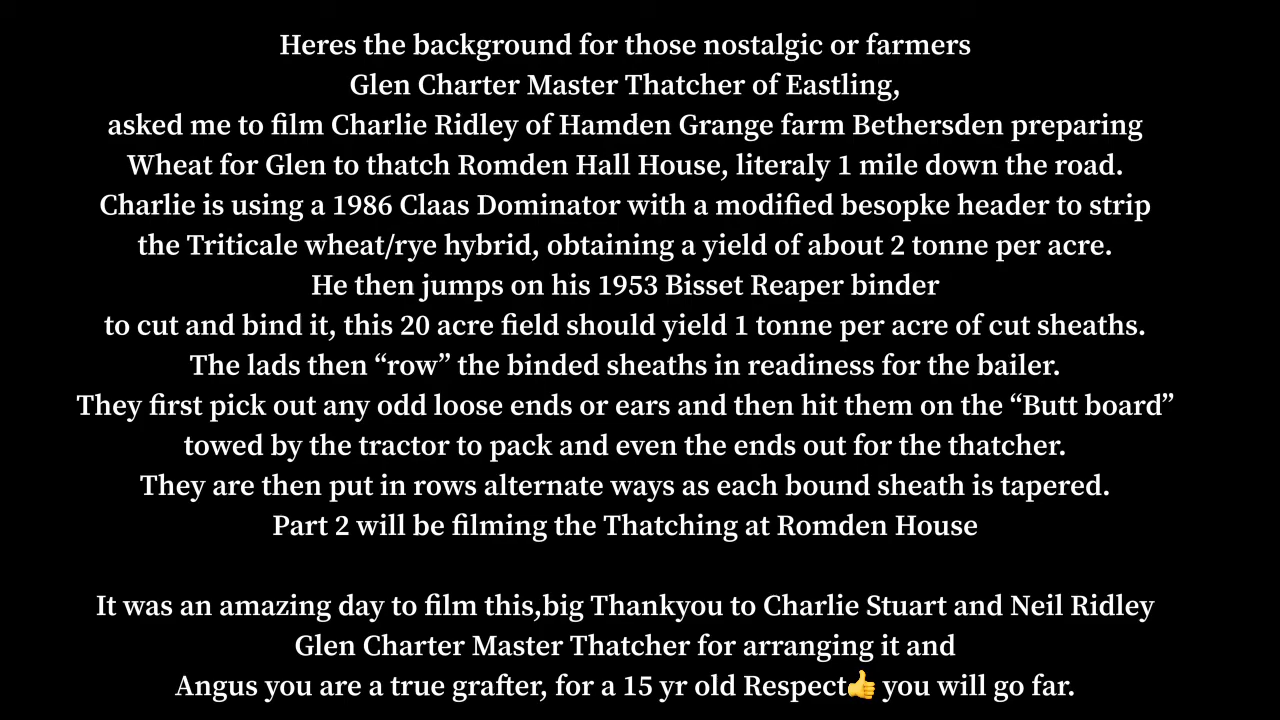 Heres the background for those nostalgic or farmers
Glen Charter Master Thatcher of Eastling,
asked me to film Charlie Ridley of Hamden Grange farm Bethersden preparing
Wheat for Glen to thatch Romden Hall House, literaly 1 mile down the road.
Charlie is using a 1986 Claas Dominator with a modified besopke header to strip
the Triticale wheat/rye hybrid, obtaining a yield of about 2 tonne per acre.
He then jumps on his 1953 Bisset Reaper binder
to cut and bind it, this 20 acre field should yield 1 tonne per acre of cut sheaths.
The lads then “row” the binded sheaths in readiness for the bailer.
They first pick out any odd loose ends or ears and then hit them on the “Butt board”
towed by the tractor to pack and even the ends out for the thatcher.
They are then put in rows alternate ways as each bound sheath is tapered.
Part 2 will be filming the Thatching at Romden House
It was an amazing day to film this,big Thankyou to Charlie Stuart and Neil Ridley
Glen Charter Master Thatcher for arranging it and
Angus you are a true grafter, for a 15 yr old Respect👍 you will go far.